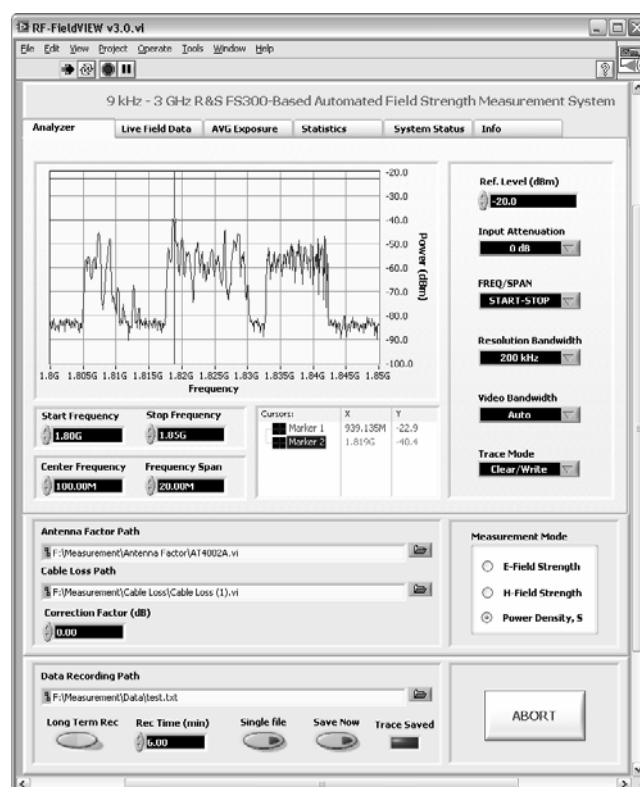 RF-FieldVIEW v3.0.vi
File Edit View Project Operate Tools Window Help
9 kHz - 3 GHz R&S FS300-Based Automated Field Strength Measurement System
Analyzer Live Field Data AVG Exposure Statistics System Status Info
-20.0
-30.0
-40.0
-50.0
-60.0
-70.0
-80.0
-90.0
-100.0
Power (dBm)
1.8G 1.805G 1.81G 1.815G 1.82G 1.825G 1.83G 1.835G 1.84G 1.845G 1.85G
Frequency
Ref. Level (dBm)
-20.0
Input Attenuation
0 dB
FREQ/SPAN
START-STOP
Resolution Bandwidth
200 kHz
Video Bandwidth
Auto
Trace Mode
Clear/Write
Start Frequency Stop Frequency
1.80G 1.85G
Center Frequency Frequency Span
100.00M 20.00M
Cursors: X Y
Marker 1 939.135M -22.9
Marker 2 1.819G -40.4
Antenna Factor Path
F:\Measurement\Antenna Factor\AT4002A.vi
Cable Loss Path
F:\Measurement\Cable Loss\Cable Loss (1).vi
Correction Factor (dB)
0.00
Measurement Mode
E-Field Strength
H-Field Strength
Power Density, S
Data Recording Path
F:\Measurement\Data\test.txt
Long Term Rec Rec Time (min) Single file Save Now Trace Saved
6.00
ABORT